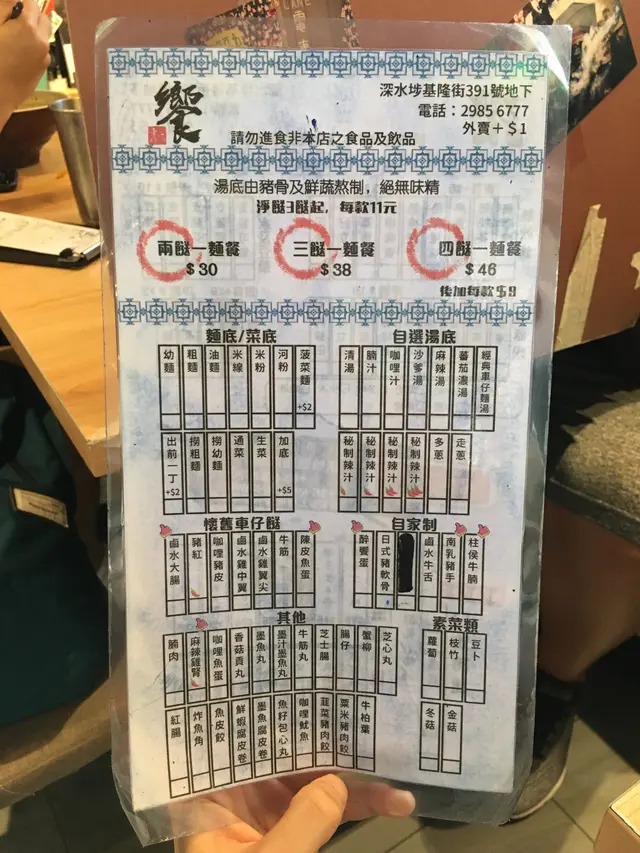 饗
深水埗基隆街391號地下
電話：2985 6777
外賣＋$1
請勿進食非本店之食品及飲品
湯底由豬骨及鮮蔬熬制，絕無味精
淨餸3餸起，每款11元
兩餸一麵餐
$30
三餸一麵餐
$38
四餸一麵餐
$46
後加每款$9
麵底/菜底
幼麵
粗麵
油麵
米線
米粉
河粉
菠菜麵 +$2
出前一丁 +$2
撈粗麵
撈幼麵
通菜
生菜
加底 +$5
自選湯底
清湯
腩汁
咖哩汁
沙爹湯
麻辣湯
蕃茄濃湯
經典車仔麵湯
秘制辣汁
秘制辣汁
秘制辣汁
秘制辣汁
多蔥
走蔥
懷舊車仔餸
鹵水大腸
豬紅
咖哩豬皮
鹵水雞中翼
鹵水雞翼尖
牛筋
陳皮魚蛋
自家制
醉饗蛋
日式豬軟骨
鹵水牛舌
南乳豬手
柱侯牛腩
其他
腩肉
麻辣雞腎
咖哩魚蛋
香菇貢丸
墨魚丸
墨汁墨魚丸
牛筋丸
芝士腸
腸仔
蟹柳
芝心丸
紅腸
炸魚角
魚皮餃
鮮蝦腐皮卷
墨魚腐皮卷
魚籽包心丸
咖哩魷魚
韮菜豬肉餃
粟米豬肉餃
牛柏葉
素菜類
蘿蔔
枝竹
豆卜
冬菇
金菇